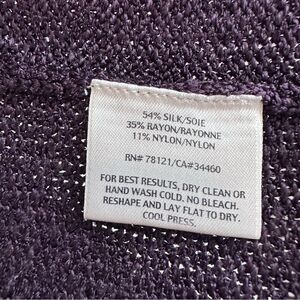 54% SILK/SOIE
35% RAYON/RAYONNE
11% NYLON/NYLON
RN# 78121/CA#34460
FOR BEST RESULTS, DRY CLEAN OR
HAND WASH COLD. NO BLEACH.
RESHAPE AND LAY FLAT TO DRY.
COOL PRESS.